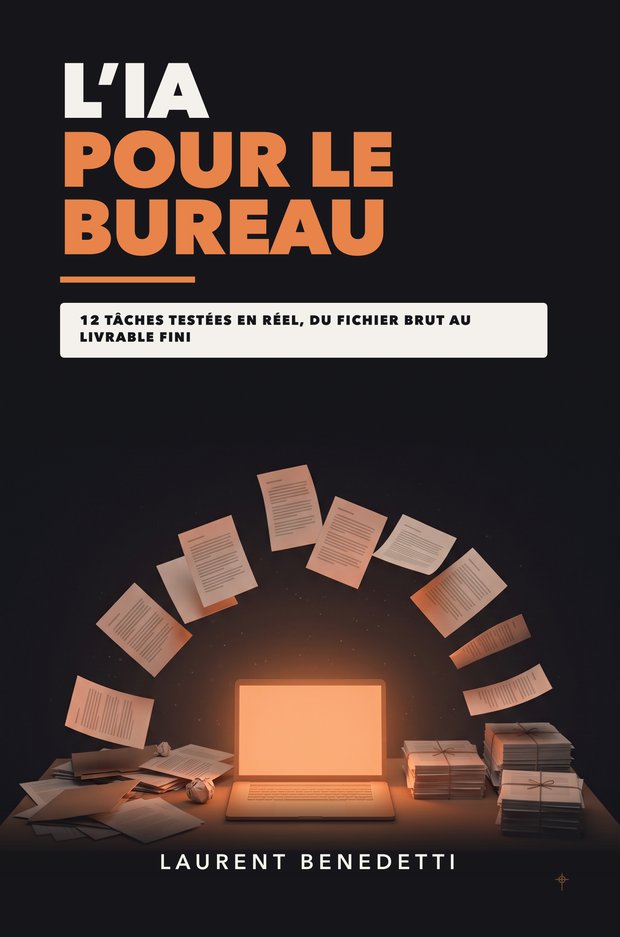 L’IA
POUR LE
BUREAU
12 TÂCHES TESTÉES EN RÉEL, DU FICHIER BRUT AU
LIVRABLE FINI
LAURENT BENEDETTI